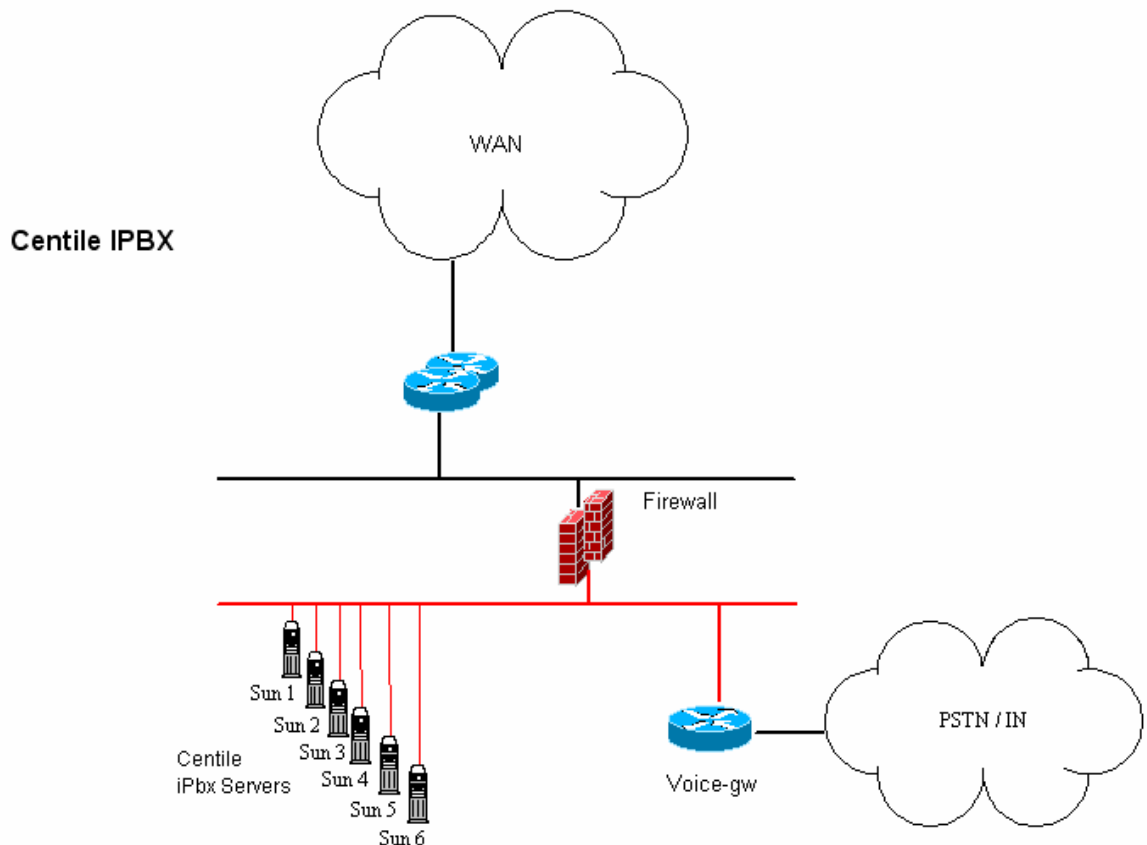 WAN
Centile IPBX
Firewall
Sun 1
Sun 2
Sun 3
Sun 4
Sun 5
Sun 6
Centile
iPbx Servers
Voice-gw
PSTN / IN